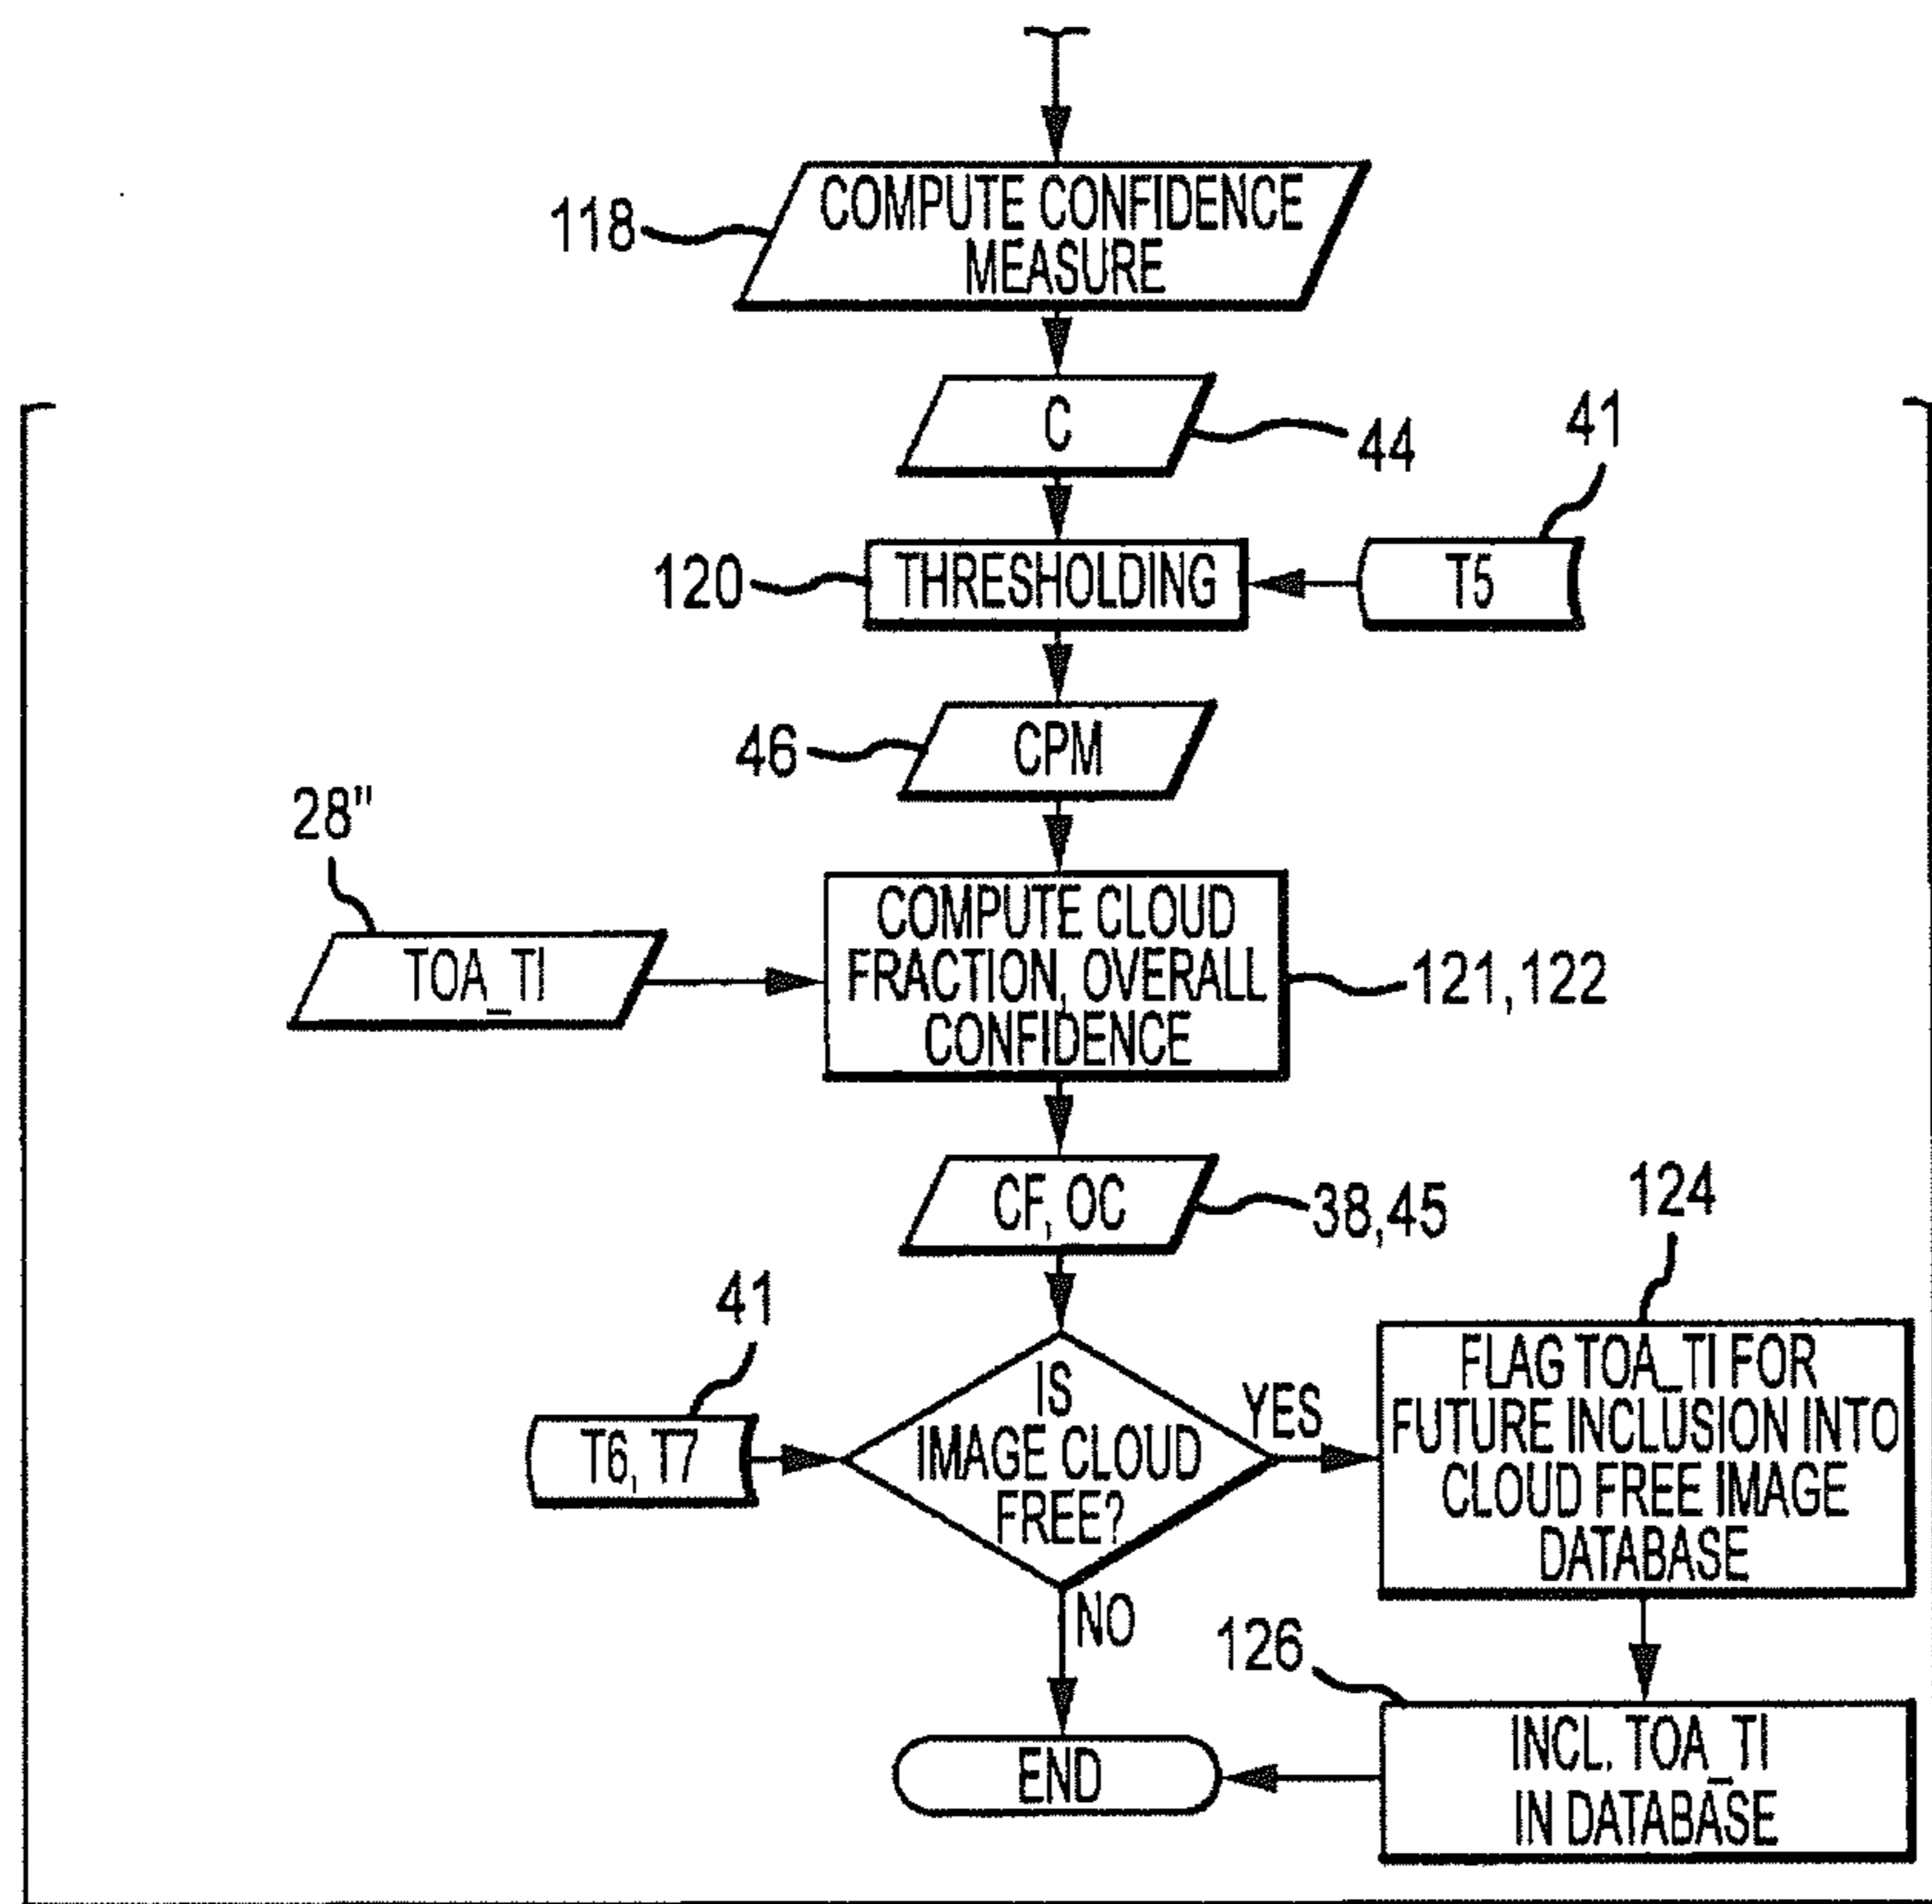 118
COMPUTE CONFIDENCE
MEASURE
C
44
41
120
THRESHOLDING
T5
46
CPM
28"
TOA_TI
COMPUTE CLOUD
FRACTION, OVERALL
CONFIDENCE
121,122
CF, OC
38,45
124
41
T6, T7
IS
IMAGE CLOUD
FREE?
YES
FLAG TOA_TI FOR
FUTURE INCLUSION INTO
CLOUD FREE IMAGE
DATABASE
NO
126
END
INCL. TOA_TI
IN DATABASE